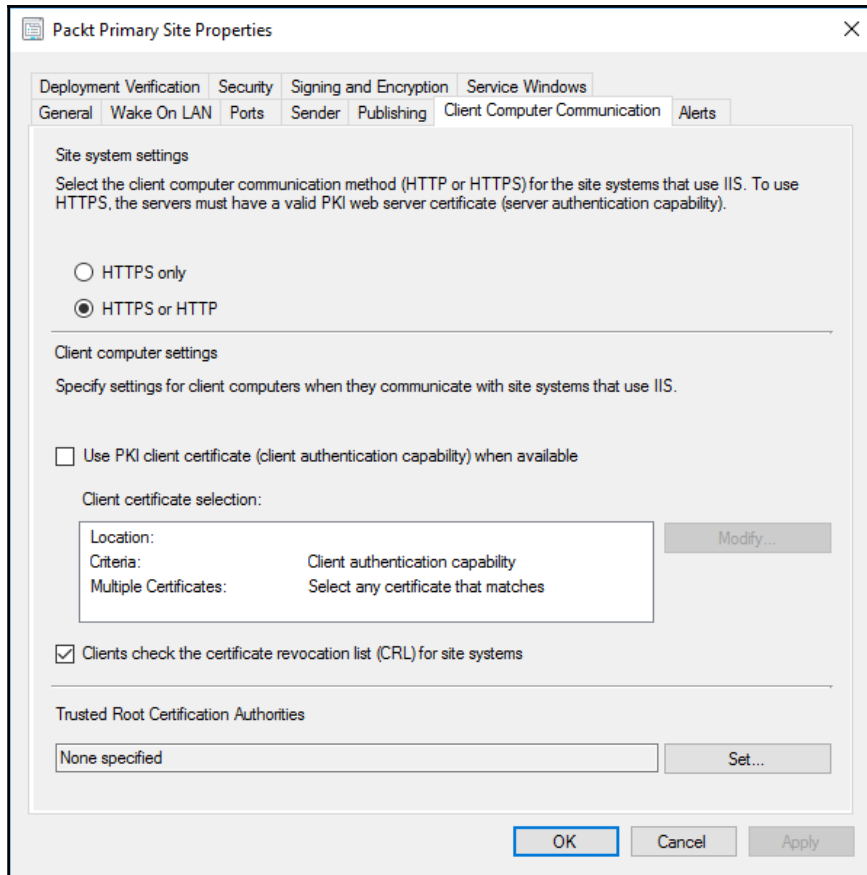 Packt Primary Site Properties
Deployment Verification Security Signing and Encryption Service Windows
General Wake On LAN Ports Sender Publishing Client Computer Communication Alerts
Site system settings
Select the client computer communication method (HTTP or HTTPS) for the site systems that use IIS. To use
HTTPS, the servers must have a valid PKI web server certificate (server authentication capability).
HTTPS only
HTTPS or HTTP
Client computer settings
Specify settings for client computers when they communicate with site systems that use IIS.
Use PKI client certificate (client authentication capability) when available
Client certificate selection:
Location:
Modify...
Criteria: Client authentication capability
Multiple Certificates: Select any certificate that matches
Clients check the certificate revocation list (CRL) for site systems
Trusted Root Certification Authorities
None specified Set...
OK Cancel Apply